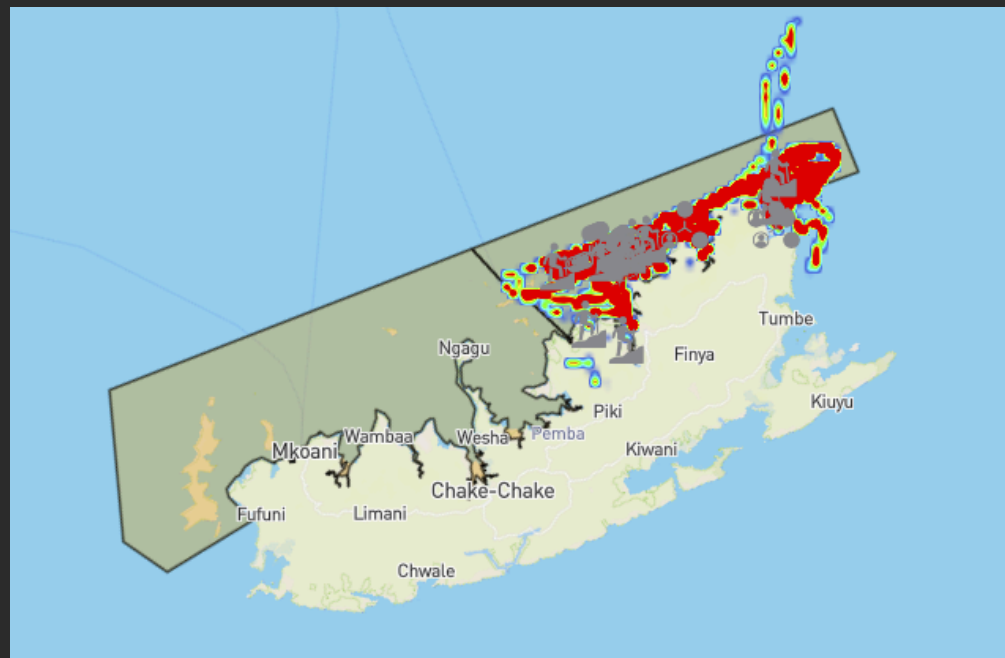 Tumbe
Ngagu
Finya
Kiuyu
Piki
Pemba
Wambaa
Wesha
Kiwani
Mkoani
Chake-Chake
Fufuni
Limani
Chwale